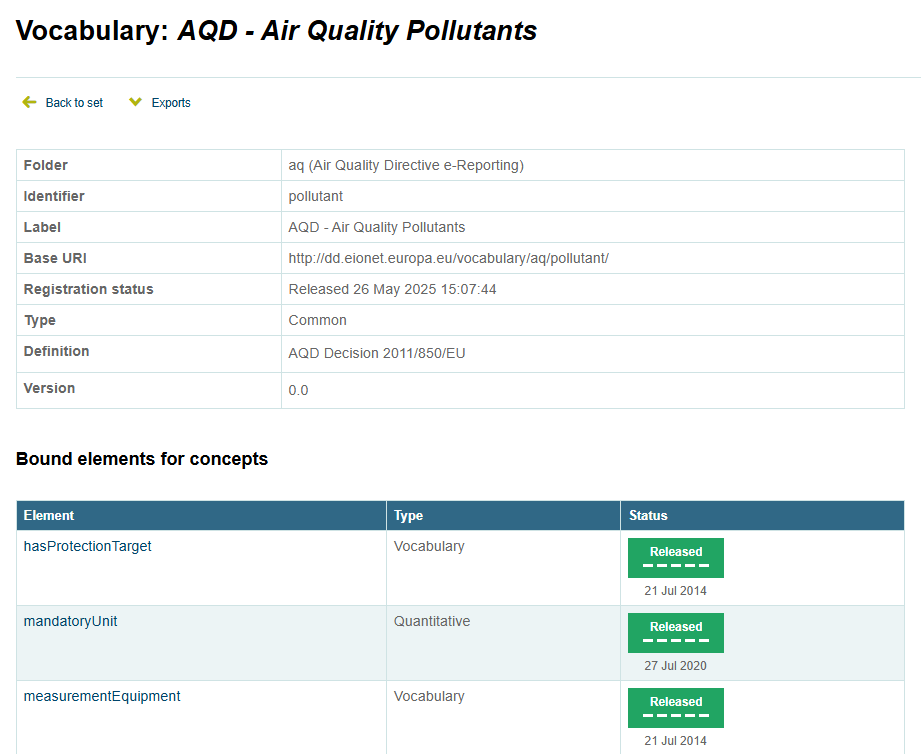 Vocabulary: AQD - Air Quality Pollutants
Back to set Exports
Folder aq (Air Quality Directive e-Reporting)
Identifier pollutant
Label AQD - Air Quality Pollutants
Base URI http://dd.eionet.europa.eu/vocabulary/aq/pollutant/
Registration status Released 26 May 2025 15:07:44
Type Common
Definition AQD Decision 2011/850/EU
Version 0.0
Bound elements for concepts
Element Type Status
hasProtectionTarget Vocabulary Released
21 Jul 2014
mandatoryUnit Quantitative Released
27 Jul 2020
measurementEquipment Vocabulary Released
21 Jul 2014